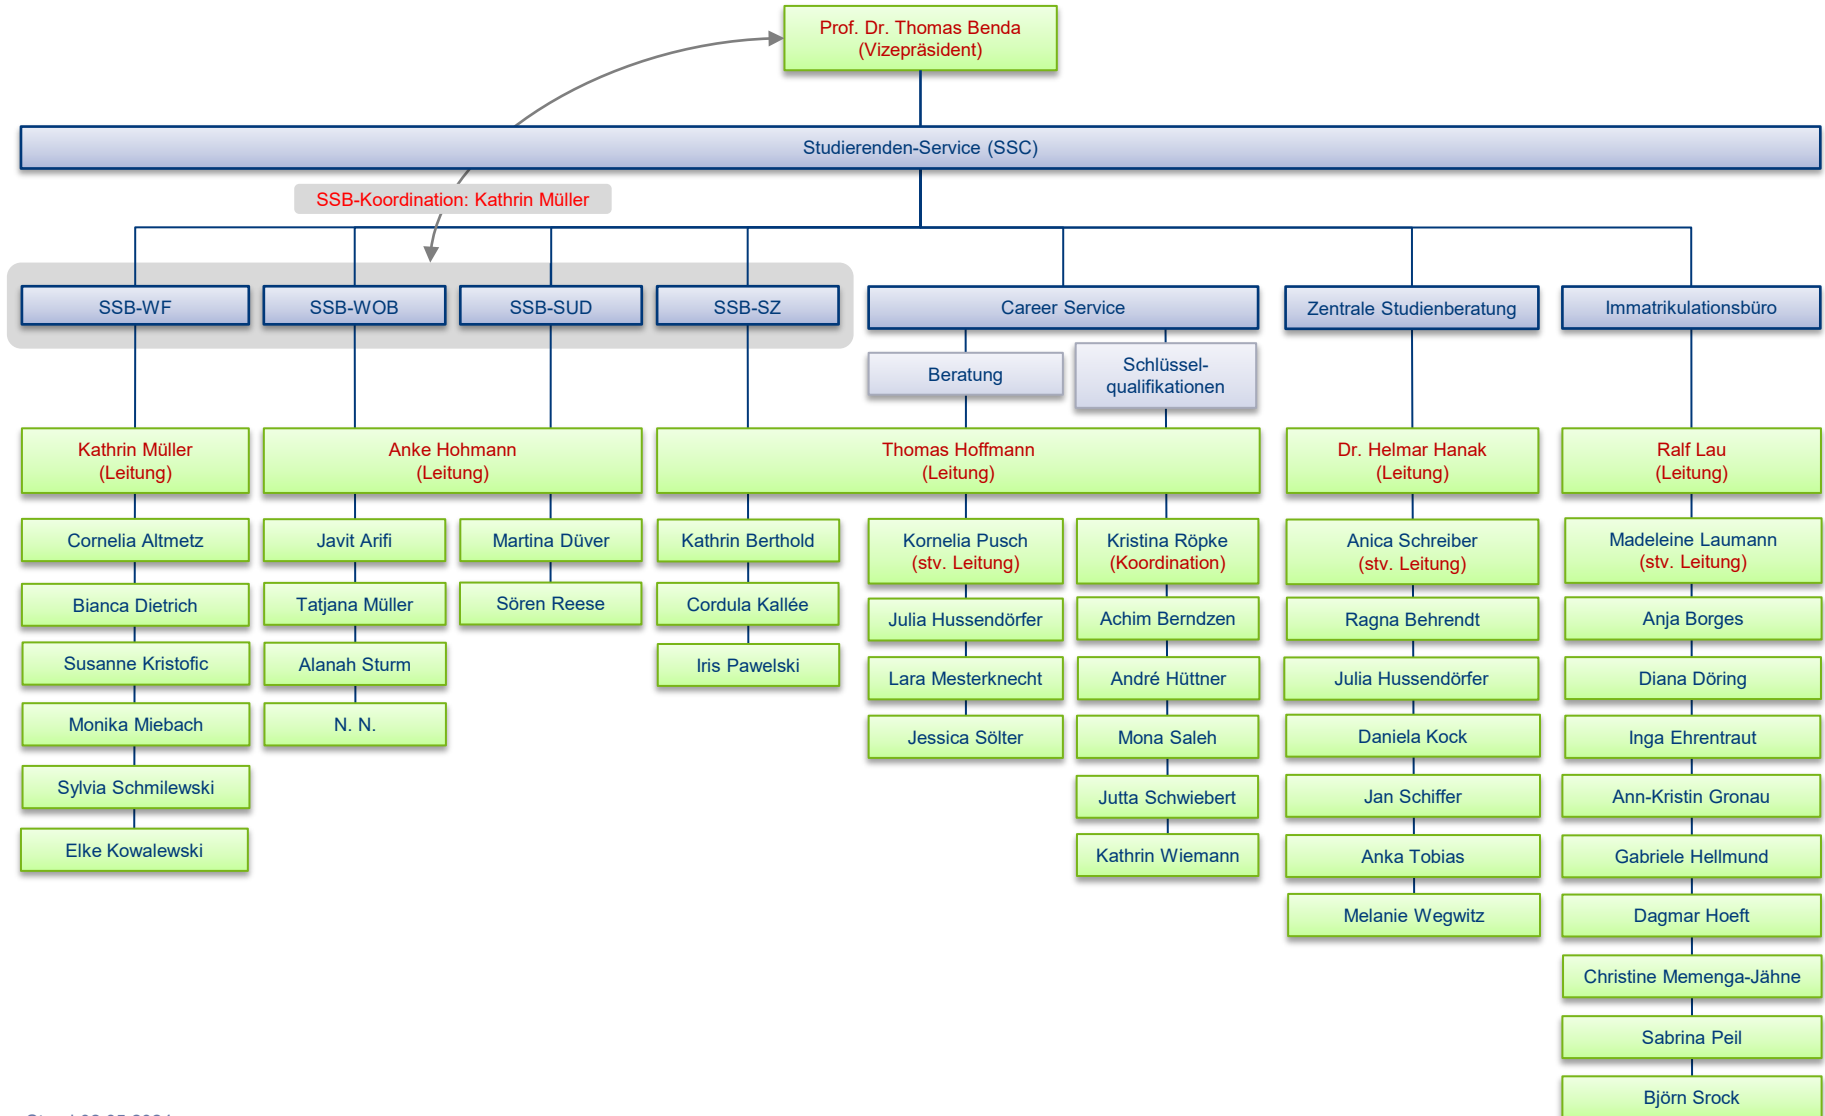 Prof. Dr. Thomas Benda
(Vizepräsident)
Studierenden-Service (SSC)
SSB-Koordination: Kathrin Müller
SSB-WF
SSB-WOB
SSB-SUD
SSB-SZ
Career Service
Zentrale Studienberatung
Immatrikulationsbüro
Beratung
Schlüssel-
qualifikationen
Kathrin Müller
(Leitung)
Anke Hohmann
(Leitung)
Thomas Hoffmann
(Leitung)
Dr. Helmar Hanak
(Leitung)
Ralf Lau
(Leitung)
Cornelia Altmetz
Bianca Dietrich
Susanne Kristofic
Monika Miebach
Sylvia Schmilewski
Elke Kowalewski
Javit Arifi
Tatjana Müller
Alanah Sturm
N. N.
Martina Düver
Sören Reese
Kathrin Berthold
Cordula Kallée
Iris Pawelski
Kornelia Pusch
(stv. Leitung)
Julia Hussendörfer
Lara Mesterknecht
Jessica Sölter
Kristina Röpke
(Koordination)
Achim Berndzen
André Hüttner
Mona Saleh
Jutta Schwiebert
Kathrin Wiemann
Anica Schreiber
(stv. Leitung)
Ragna Behrendt
Julia Hussendörfer
Daniela Kock
Jan Schiffer
Anka Tobias
Melanie Wegwitz
Madeleine Laumann
(stv. Leitung)
Anja Borges
Diana Döring
Inga Ehrentraut
Ann-Kristin Gronau
Gabriele Hellmund
Dagmar Hoeft
Christine Memenga-Jähne
Sabrina Peil
Björn Srock